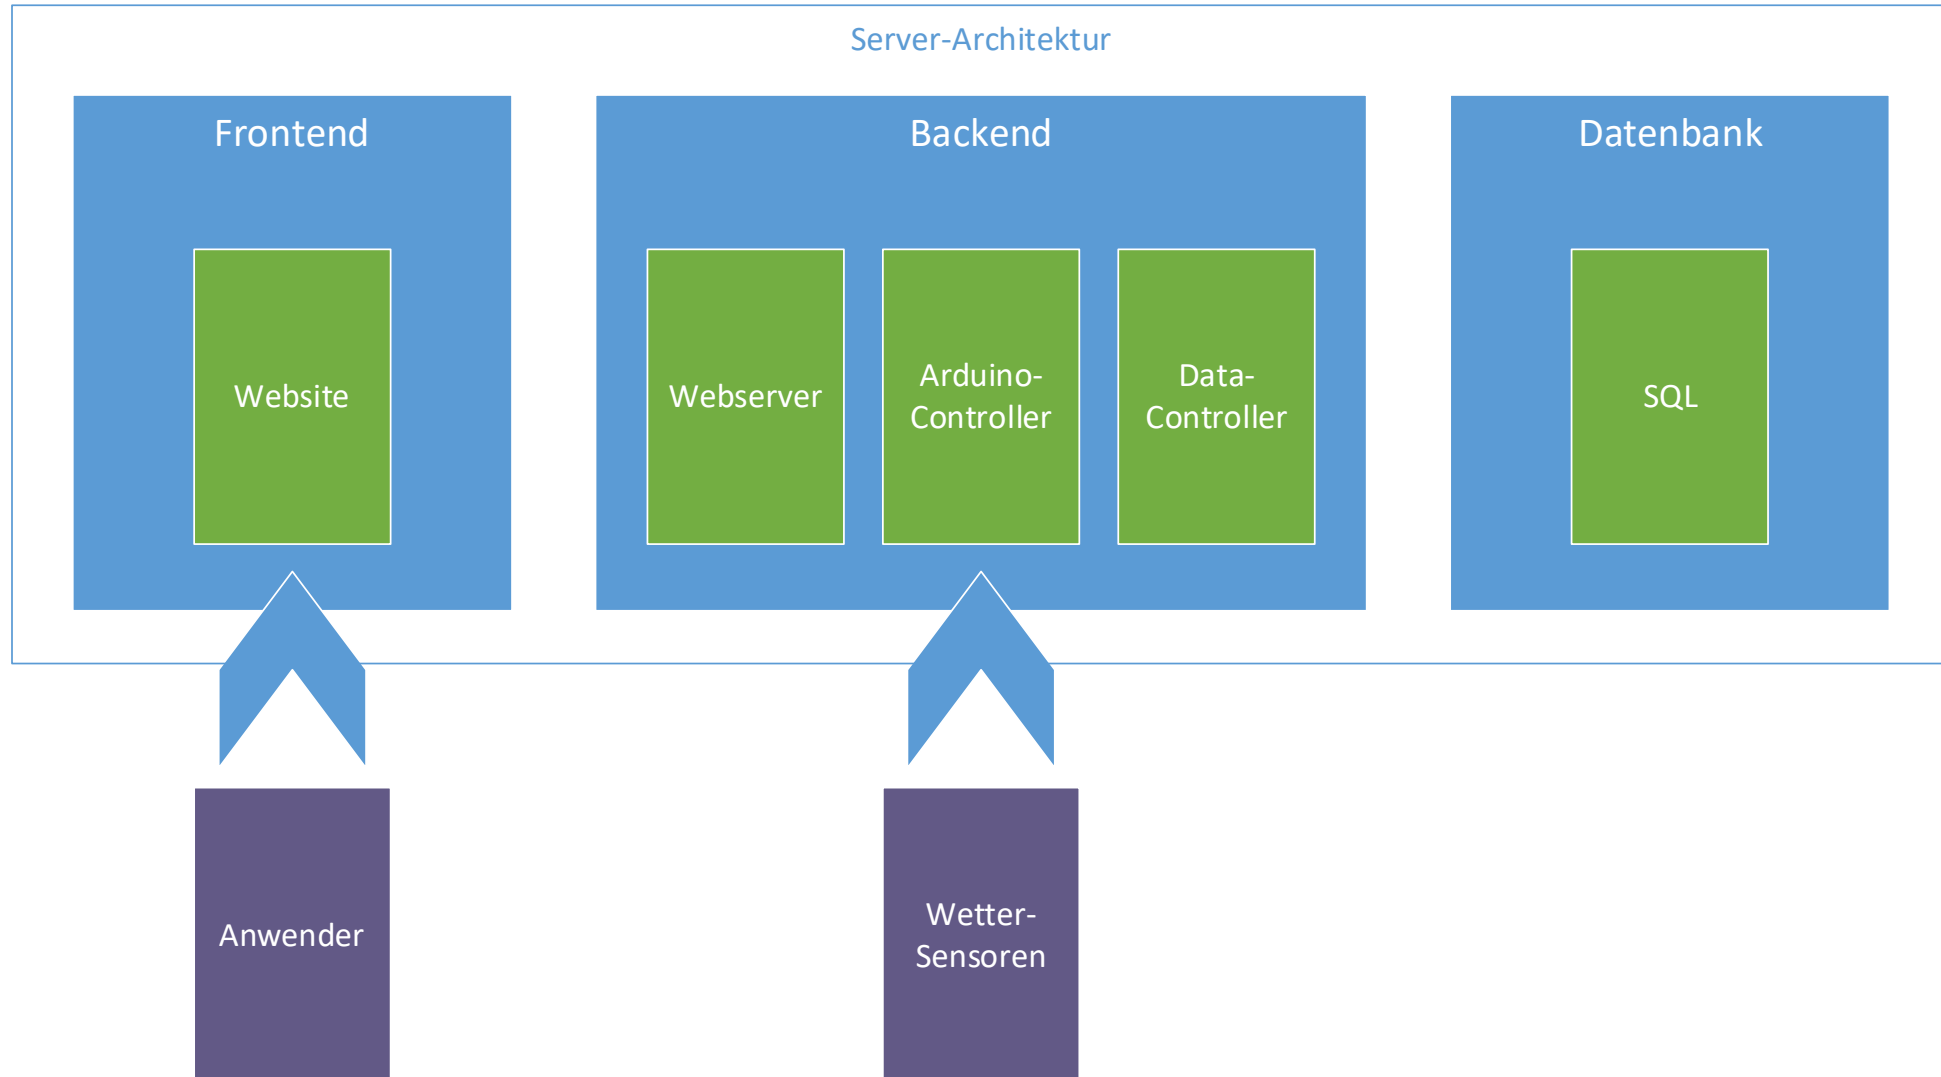 Server-Architektur
Frontend
Backend
Datenbank
Website
Webserver
Arduino-
Controller
Data-
Controller
SQL
Anwender
Wetter-
Sensoren